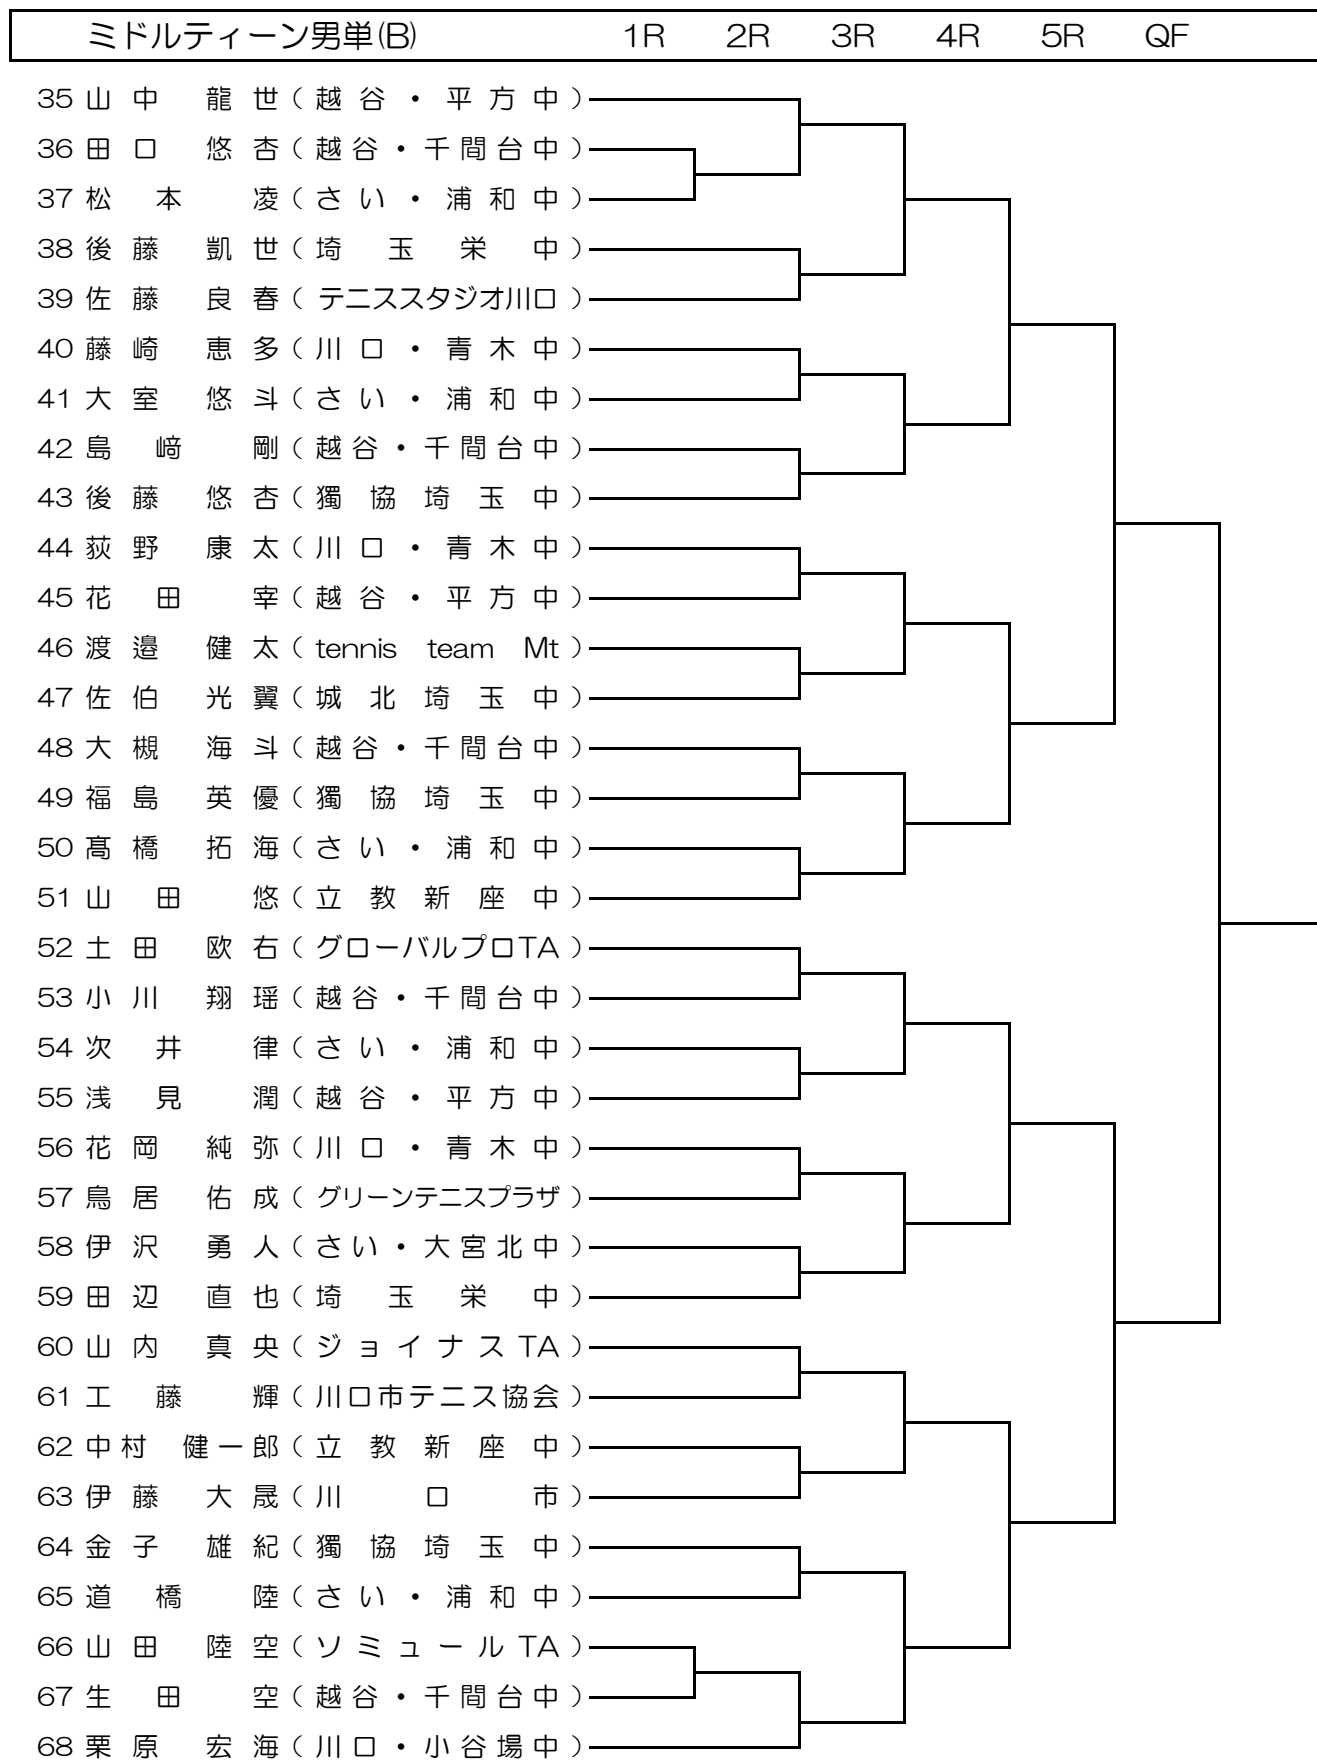 ミドルティーン男単(B) 1R 2R 3R 4R 5R QF
35 山中 龍世(越谷・平方中)
36 田口 悠杏(越谷・千間台中)
37 松本 凌(さい・浦和中)
38 後藤 凱世(埼玉栄中)
39 佐藤 良春(テニススタジオ川口)
40 藤崎 恵多(川口・青木中)
41 大室 悠斗(さい・浦和中)
42 島﨑 剛(越谷・千間台中)
43 後藤 悠杏(獨協埼玉中)
44 荻野 康太(川口・青木中)
45 花田 宰(越谷・平方中)
46 渡邉 健太(tennis team Mt)
47 佐伯 光翼(城北埼玉中)
48 大槻 海斗(越谷・千間台中)
49 福島 英優(獨協埼玉中)
50 髙橋 拓海(さい・浦和中)
51 山田 悠(立教新座中)
52 土田 欧右(グローバルプロTA)
53 小川 翔瑶(越谷・千間台中)
54 次井 律(さい・浦和中)
55 浅見 潤(越谷・平方中)
56 花岡 純弥(川口・青木中)
57 鳥居 佑成(グリーンテニスプラザ)
58 伊沢 勇人(さい・大宮北中)
59 田辺 直也(埼玉栄中)
60 山内 真央(ジョイナスTA)
61 工藤 輝(川口市テニス協会)
62 中村 健一郎(立教新座中)
63 伊藤 大晟(川口市)
64 金子 雄紀(獨協埼玉中)
65 道橋 陸(さい・浦和中)
66 山田 陸空(ソミュールTA)
67 生田 空(越谷・千間台中)
68 栗原 宏海(川口・小谷場中)